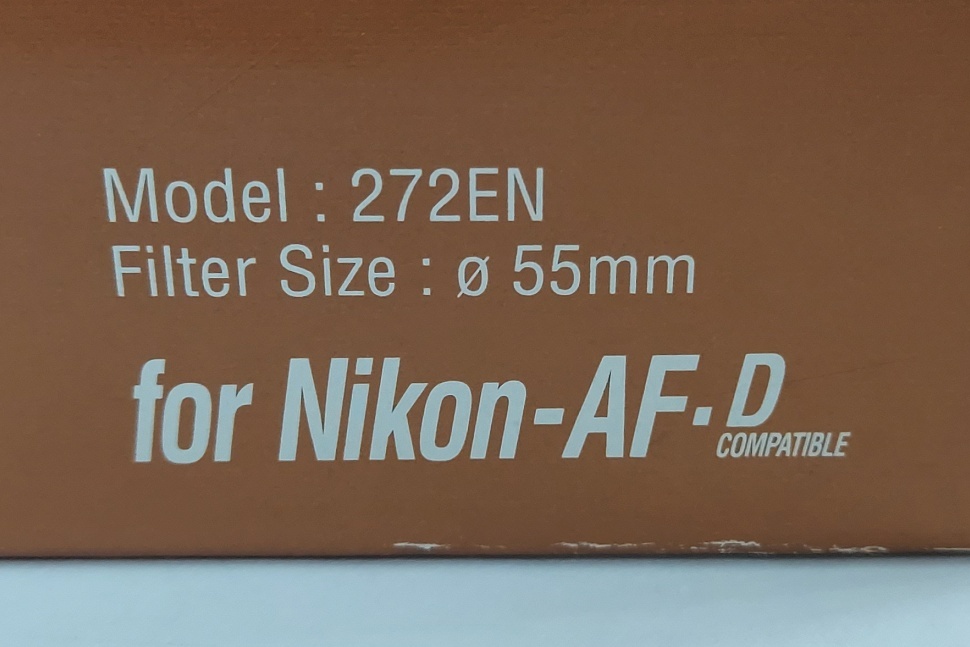 Model : 272EN
Filter Size : ø 55mm
for Nikon-AF·D
COMPATIBLE